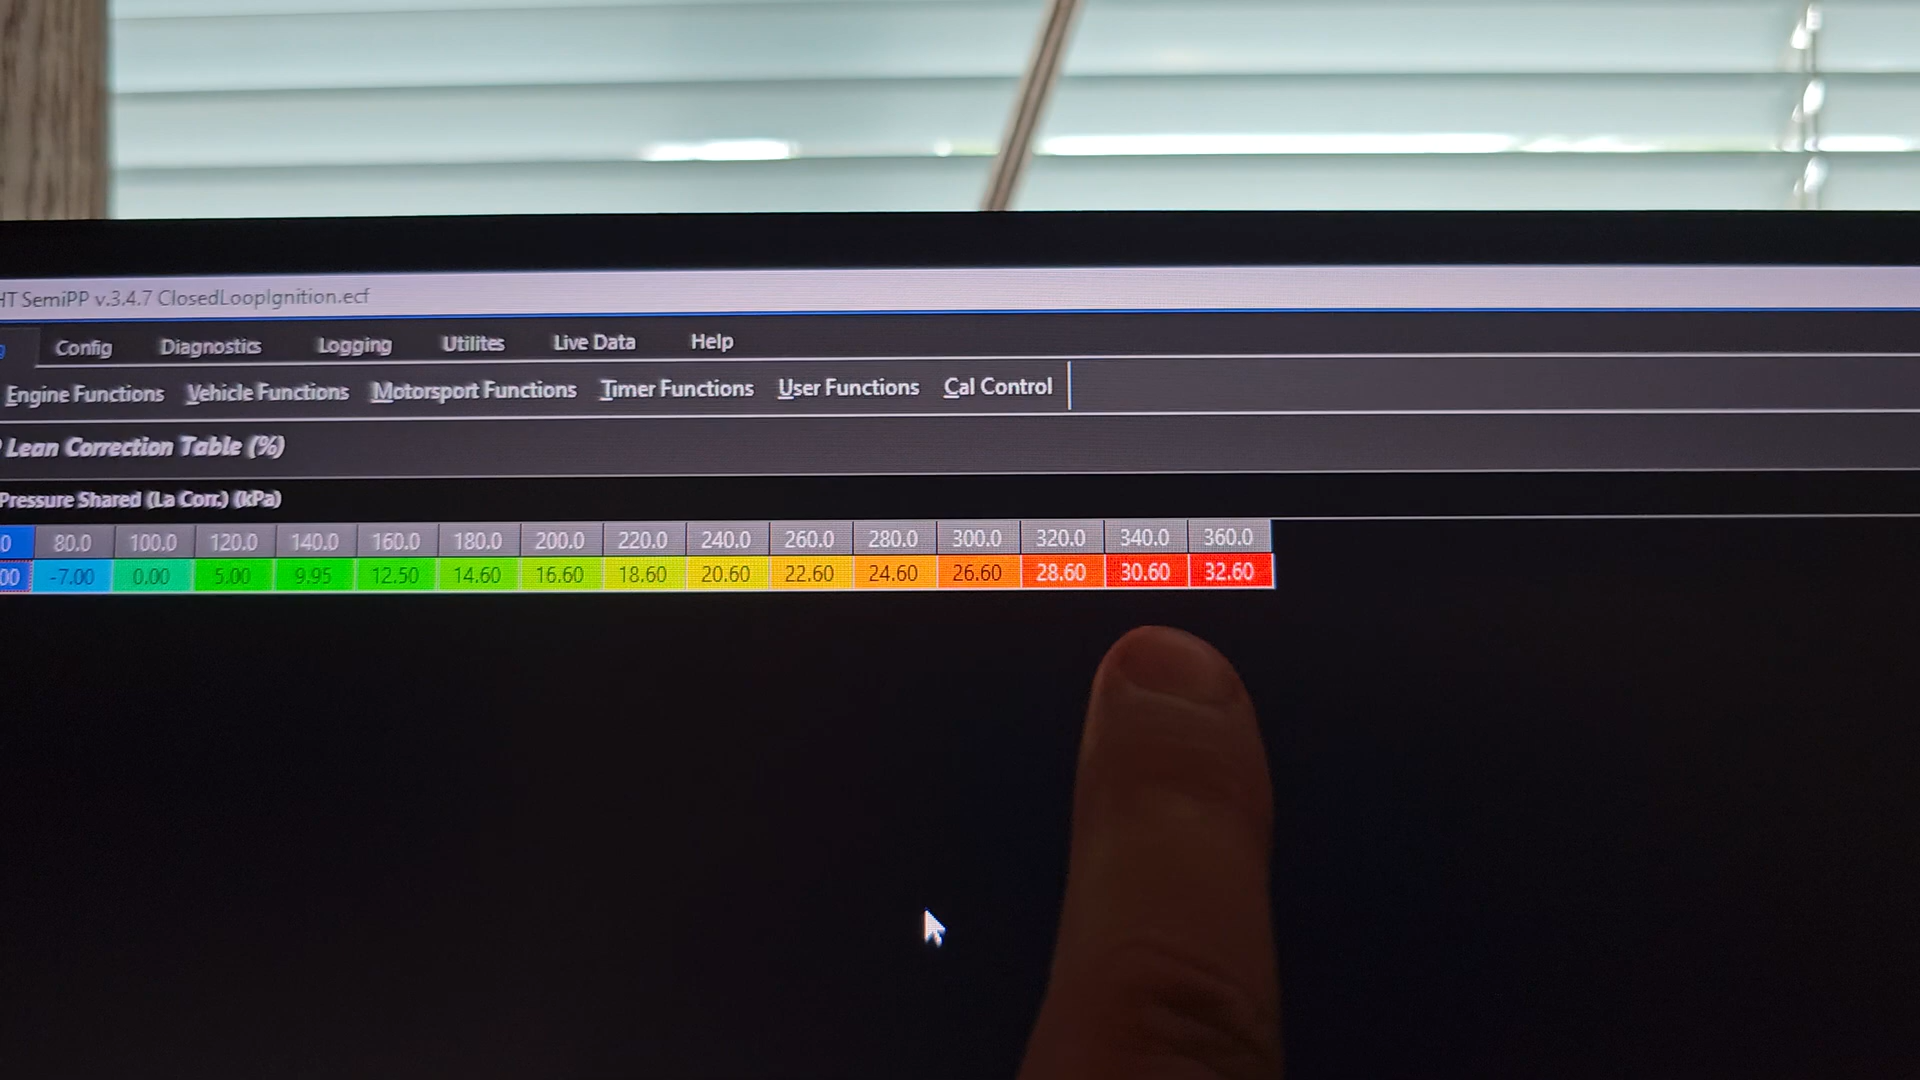 HT SemiPP v.3.4.7 ClosedLoopIgnition.ecf
Config Diagnostics Logging Utilites Live Data Help
Engine Functions Vehicle Functions Motorsport Functions Timer Functions User Functions Cal Control
Lean Correction Table (%)
Pressure Shared (La Corr.) (kPa)
0 80.0 100.0 120.0 140.0 160.0 180.0 200.0 220.0 240.0 260.0 280.0 300.0 320.0 340.0 360.0
00 -7.00 0.00 5.00 9.95 12.50 14.60 16.60 18.60 20.60 22.60 24.60 26.60 28.60 30.60 32.60